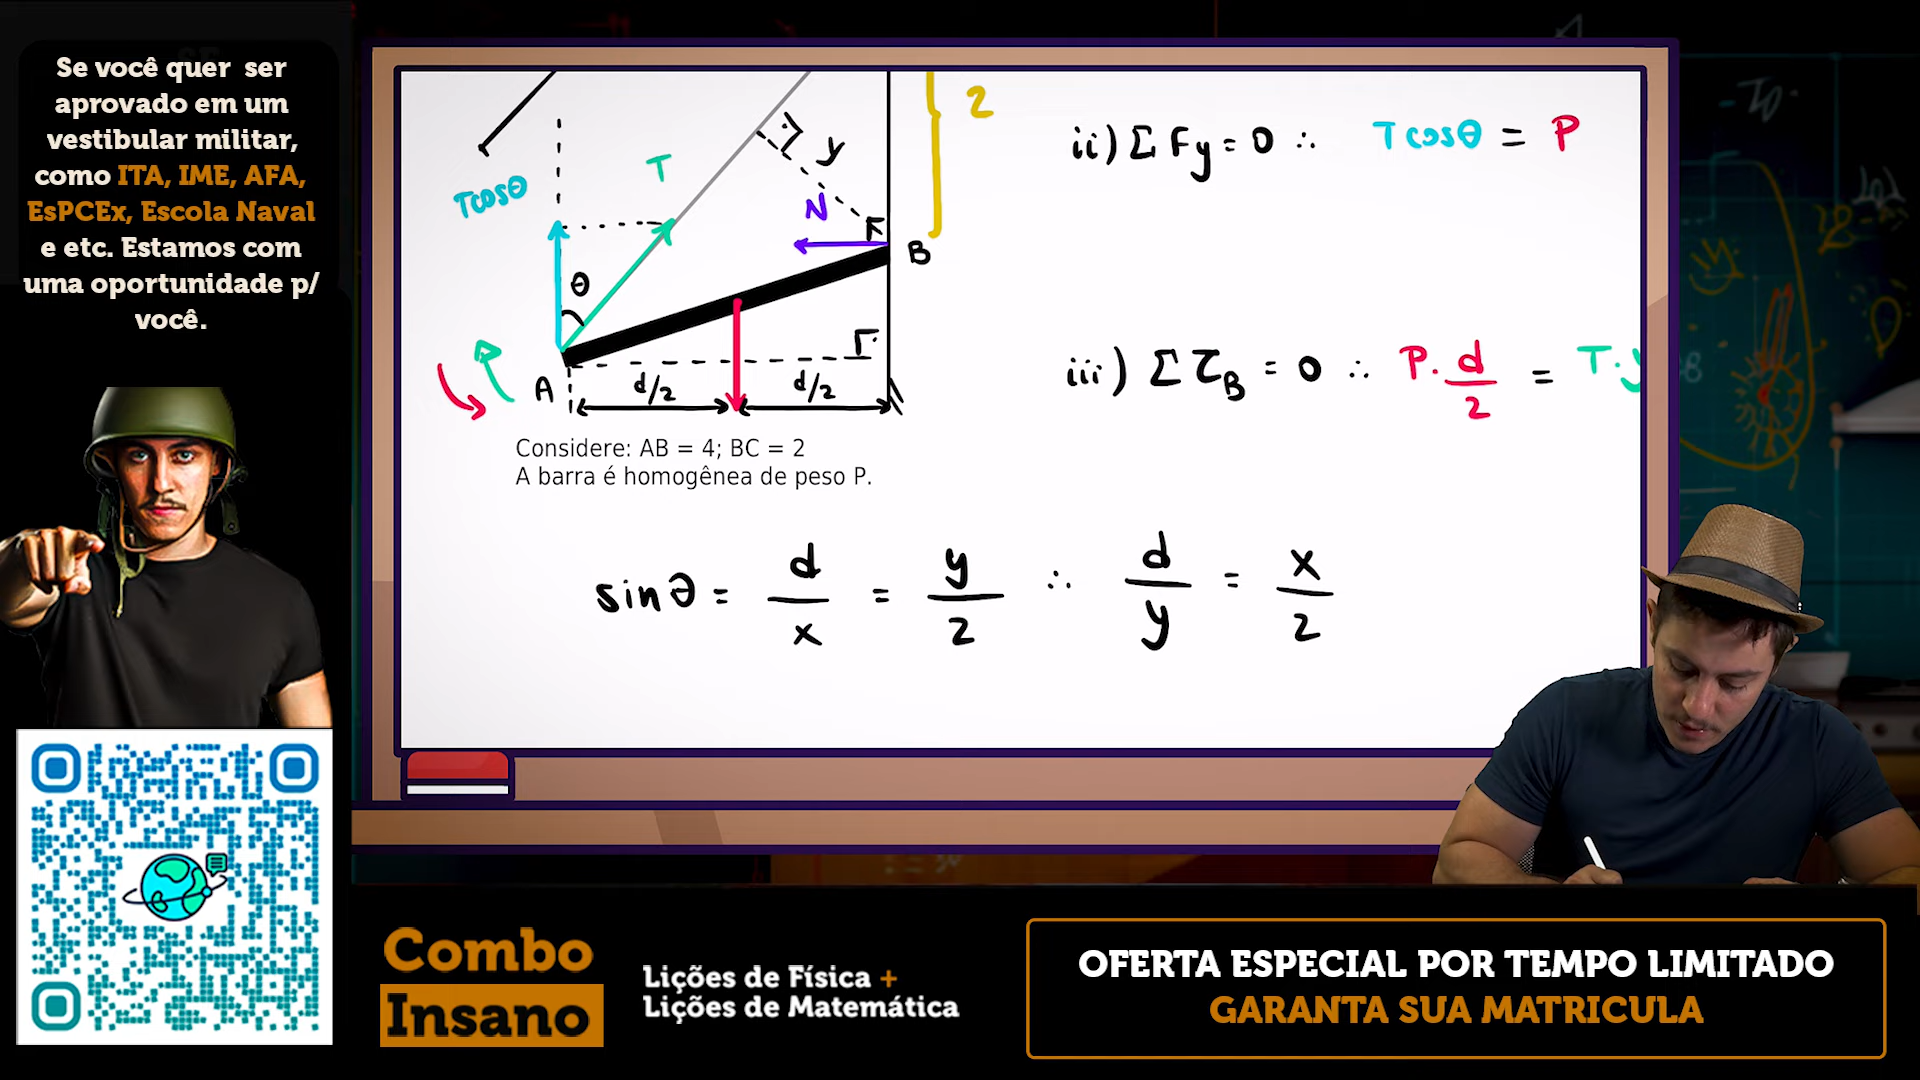 Se você quer ser
aprovado em um
vestibular militar,
como ITA, IME, AFA,
EsPCEx, Escola Naval
e etc. Estamos com
uma oportunidade p/
você.
2
ii) Σ Fy = 0 ∴ Tcosθ = P
y
T
Tcosθ
N
B
θ
iii) Σ τB = 0 ∴ P. d/2 = T.y
A
d/2 d/2
Considere: AB = 4; BC = 2
A barra é homogênea de peso P.
sinθ = d/x = y/2 ∴ d/y = x/2
Combo
Insano
Lições de Física +
Lições de Matemática
OFERTA ESPECIAL POR TEMPO LIMITADO
GARANTA SUA MATRICULA